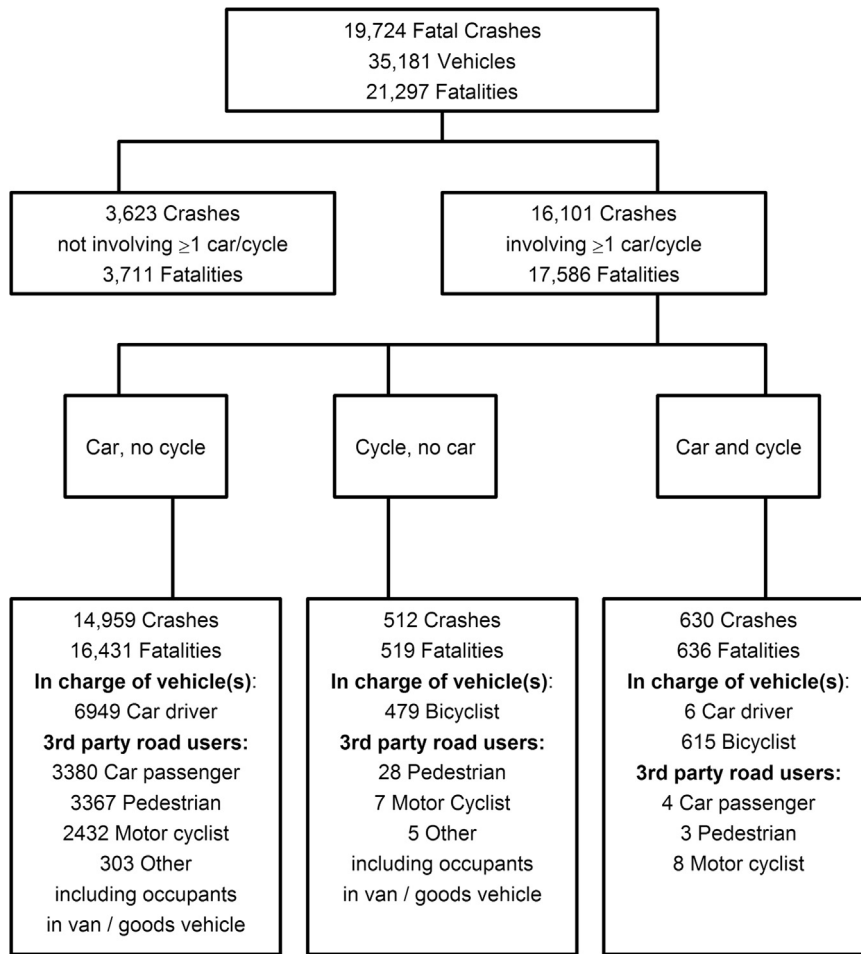 19,724 Fatal Crashes
35,181 Vehicles
21,297 Fatalities
3,623 Crashes
not involving ≥1 car/cycle
3,711 Fatalities
16,101 Crashes
involving ≥1 car/cycle
17,586 Fatalities
Car, no cycle
Cycle, no car
Car and cycle
14,959 Crashes
16,431 Fatalities
In charge of vehicle(s):
6949 Car driver
3rd party road users:
3380 Car passenger
3367 Pedestrian
2432 Motor cyclist
303 Other
including occupants
in van / goods vehicle
512 Crashes
519 Fatalities
In charge of vehicle(s):
479 Bicyclist
3rd party road users:
28 Pedestrian
7 Motor Cyclist
5 Other
including occupants
in van / goods vehicle
630 Crashes
636 Fatalities
In charge of vehicle(s):
6 Car driver
615 Bicyclist
3rd party road users:
4 Car passenger
3 Pedestrian
8 Motor cyclist